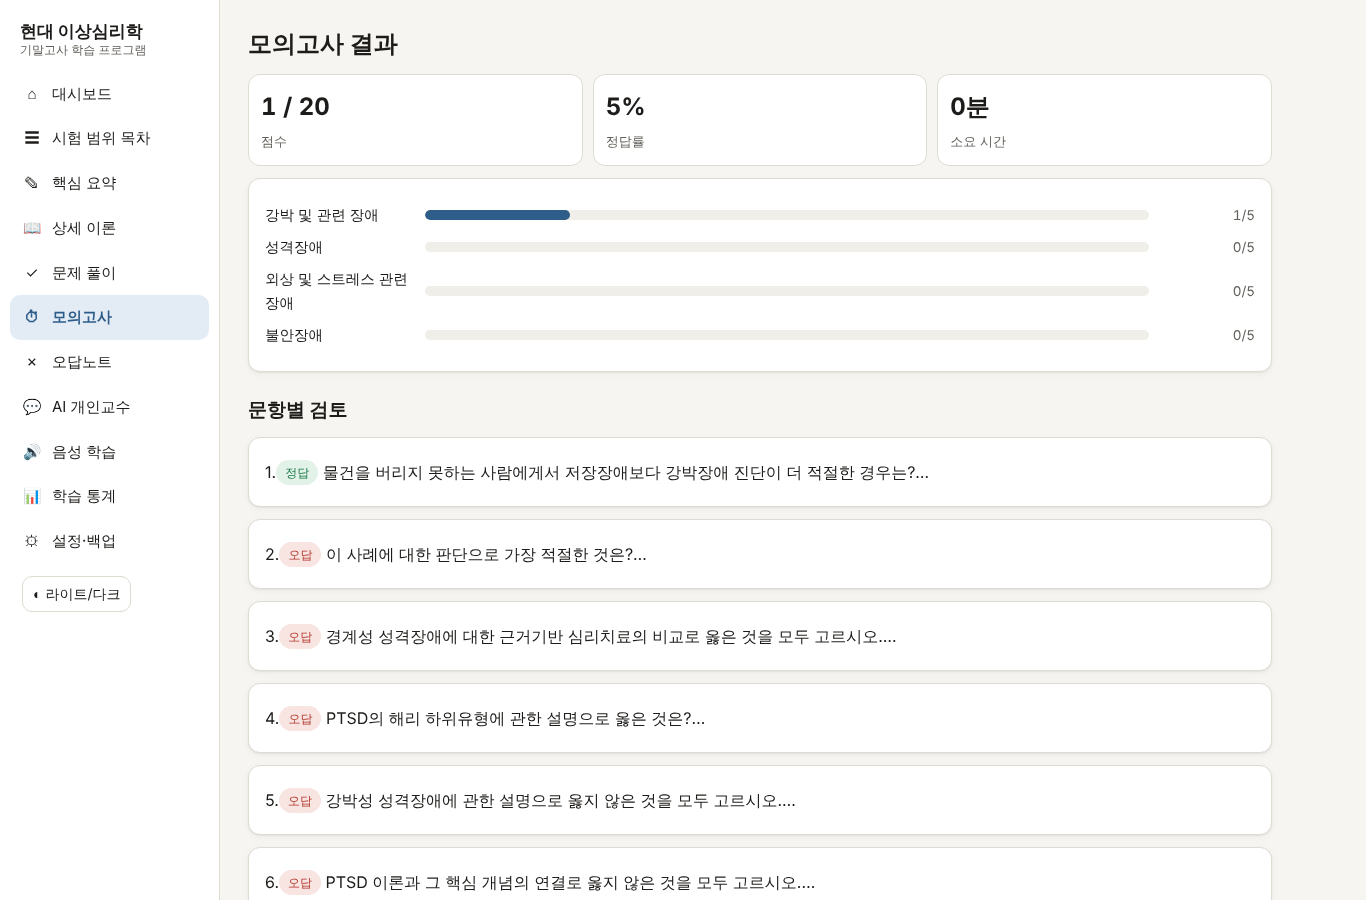 현대 이상심리학
기말고사 학습 프로그램
대시보드
시험 범위 목차
핵심 요약
상세 이론
문제 풀이
모의고사
오답노트
AI 개인교수
음성 학습
학습 통계
설정·백업
라이트/다크
모의고사 결과
1 / 20
점수
5%
정답률
0분
소요 시간
강박 및 관련 장애 1/5
성격장애 0/5
외상 및 스트레스 관련
장애 0/5
불안장애 0/5
문항별 검토
1. 정답 물건을 버리지 못하는 사람에게서 저장장애보다 강박장애 진단이 더 적절한 경우는?...
2. 오답 이 사례에 대한 판단으로 가장 적절한 것은?...
3. 오답 경계성 성격장애에 대한 근거기반 심리치료의 비교로 옳은 것을 모두 고르시오....
4. 오답 PTSD의 해리 하위유형에 관한 설명으로 옳은 것은?...
5. 오답 강박성 성격장애에 관한 설명으로 옳지 않은 것을 모두 고르시오....
6. 오답 PTSD 이론과 그 핵심 개념의 연결로 옳지 않은 것을 모두 고르시오....